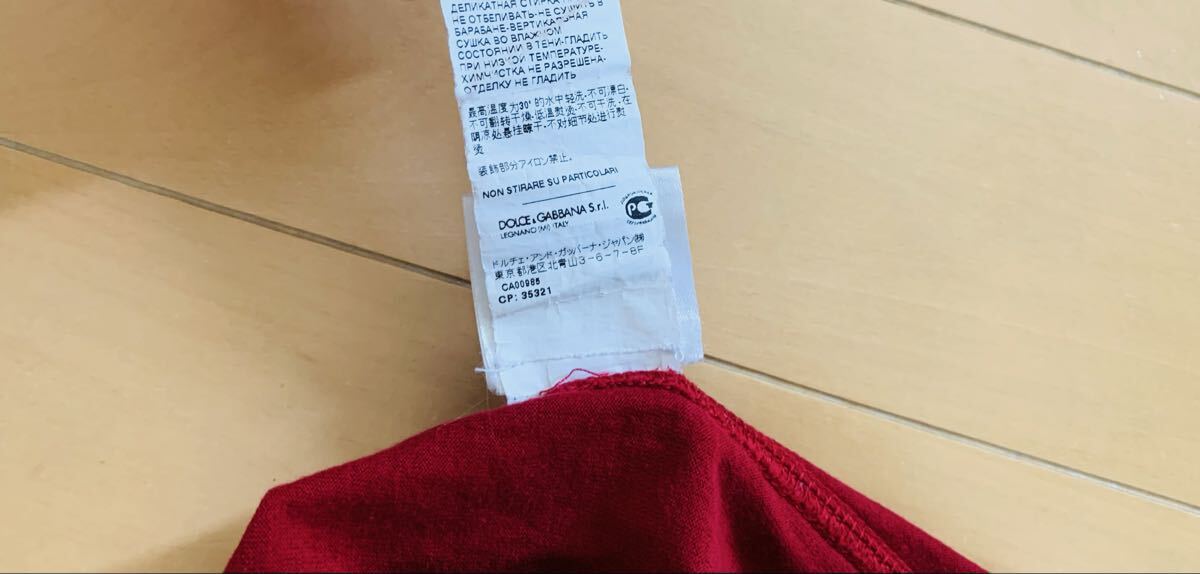 ДЕЛИКАТНАЯ СТИРКА
НЕ ОТБЕЛИВАТЬ-НЕ СУШИТЬ В
БАРАБАНЕ-ВЕРТИКАЛЬНАЯ
СУШКА ВО ВЛАЖНОМ
СОСТОЯНИИ В ТЕНИ-ГЛАДИТЬ
ПРИ НИЗКОЙ ТЕМПЕРАТУРЕ-
ХИМЧИСТКА НЕ РАЗРЕШЕНА-
ОТДЕЛКУ НЕ ГЛАДИТЬ
最高温度为30°的水中轻洗-不可漂白-
不可翻转干燥-低温熨烫-不可干洗-在
阴凉处悬挂晾干-不对细节处进行熨
烫
装飾部分アイロン禁止。
NON STIRARE SU PARTICOLARI
DOLCE&GABBANA S.r.l.
LEGNANO (MI) ITALY
ドルチェ・アンド・ガッバーナ・ジャパン㈱
東京都港区北青山3-6-7-8F
CA00985
CP: 35321